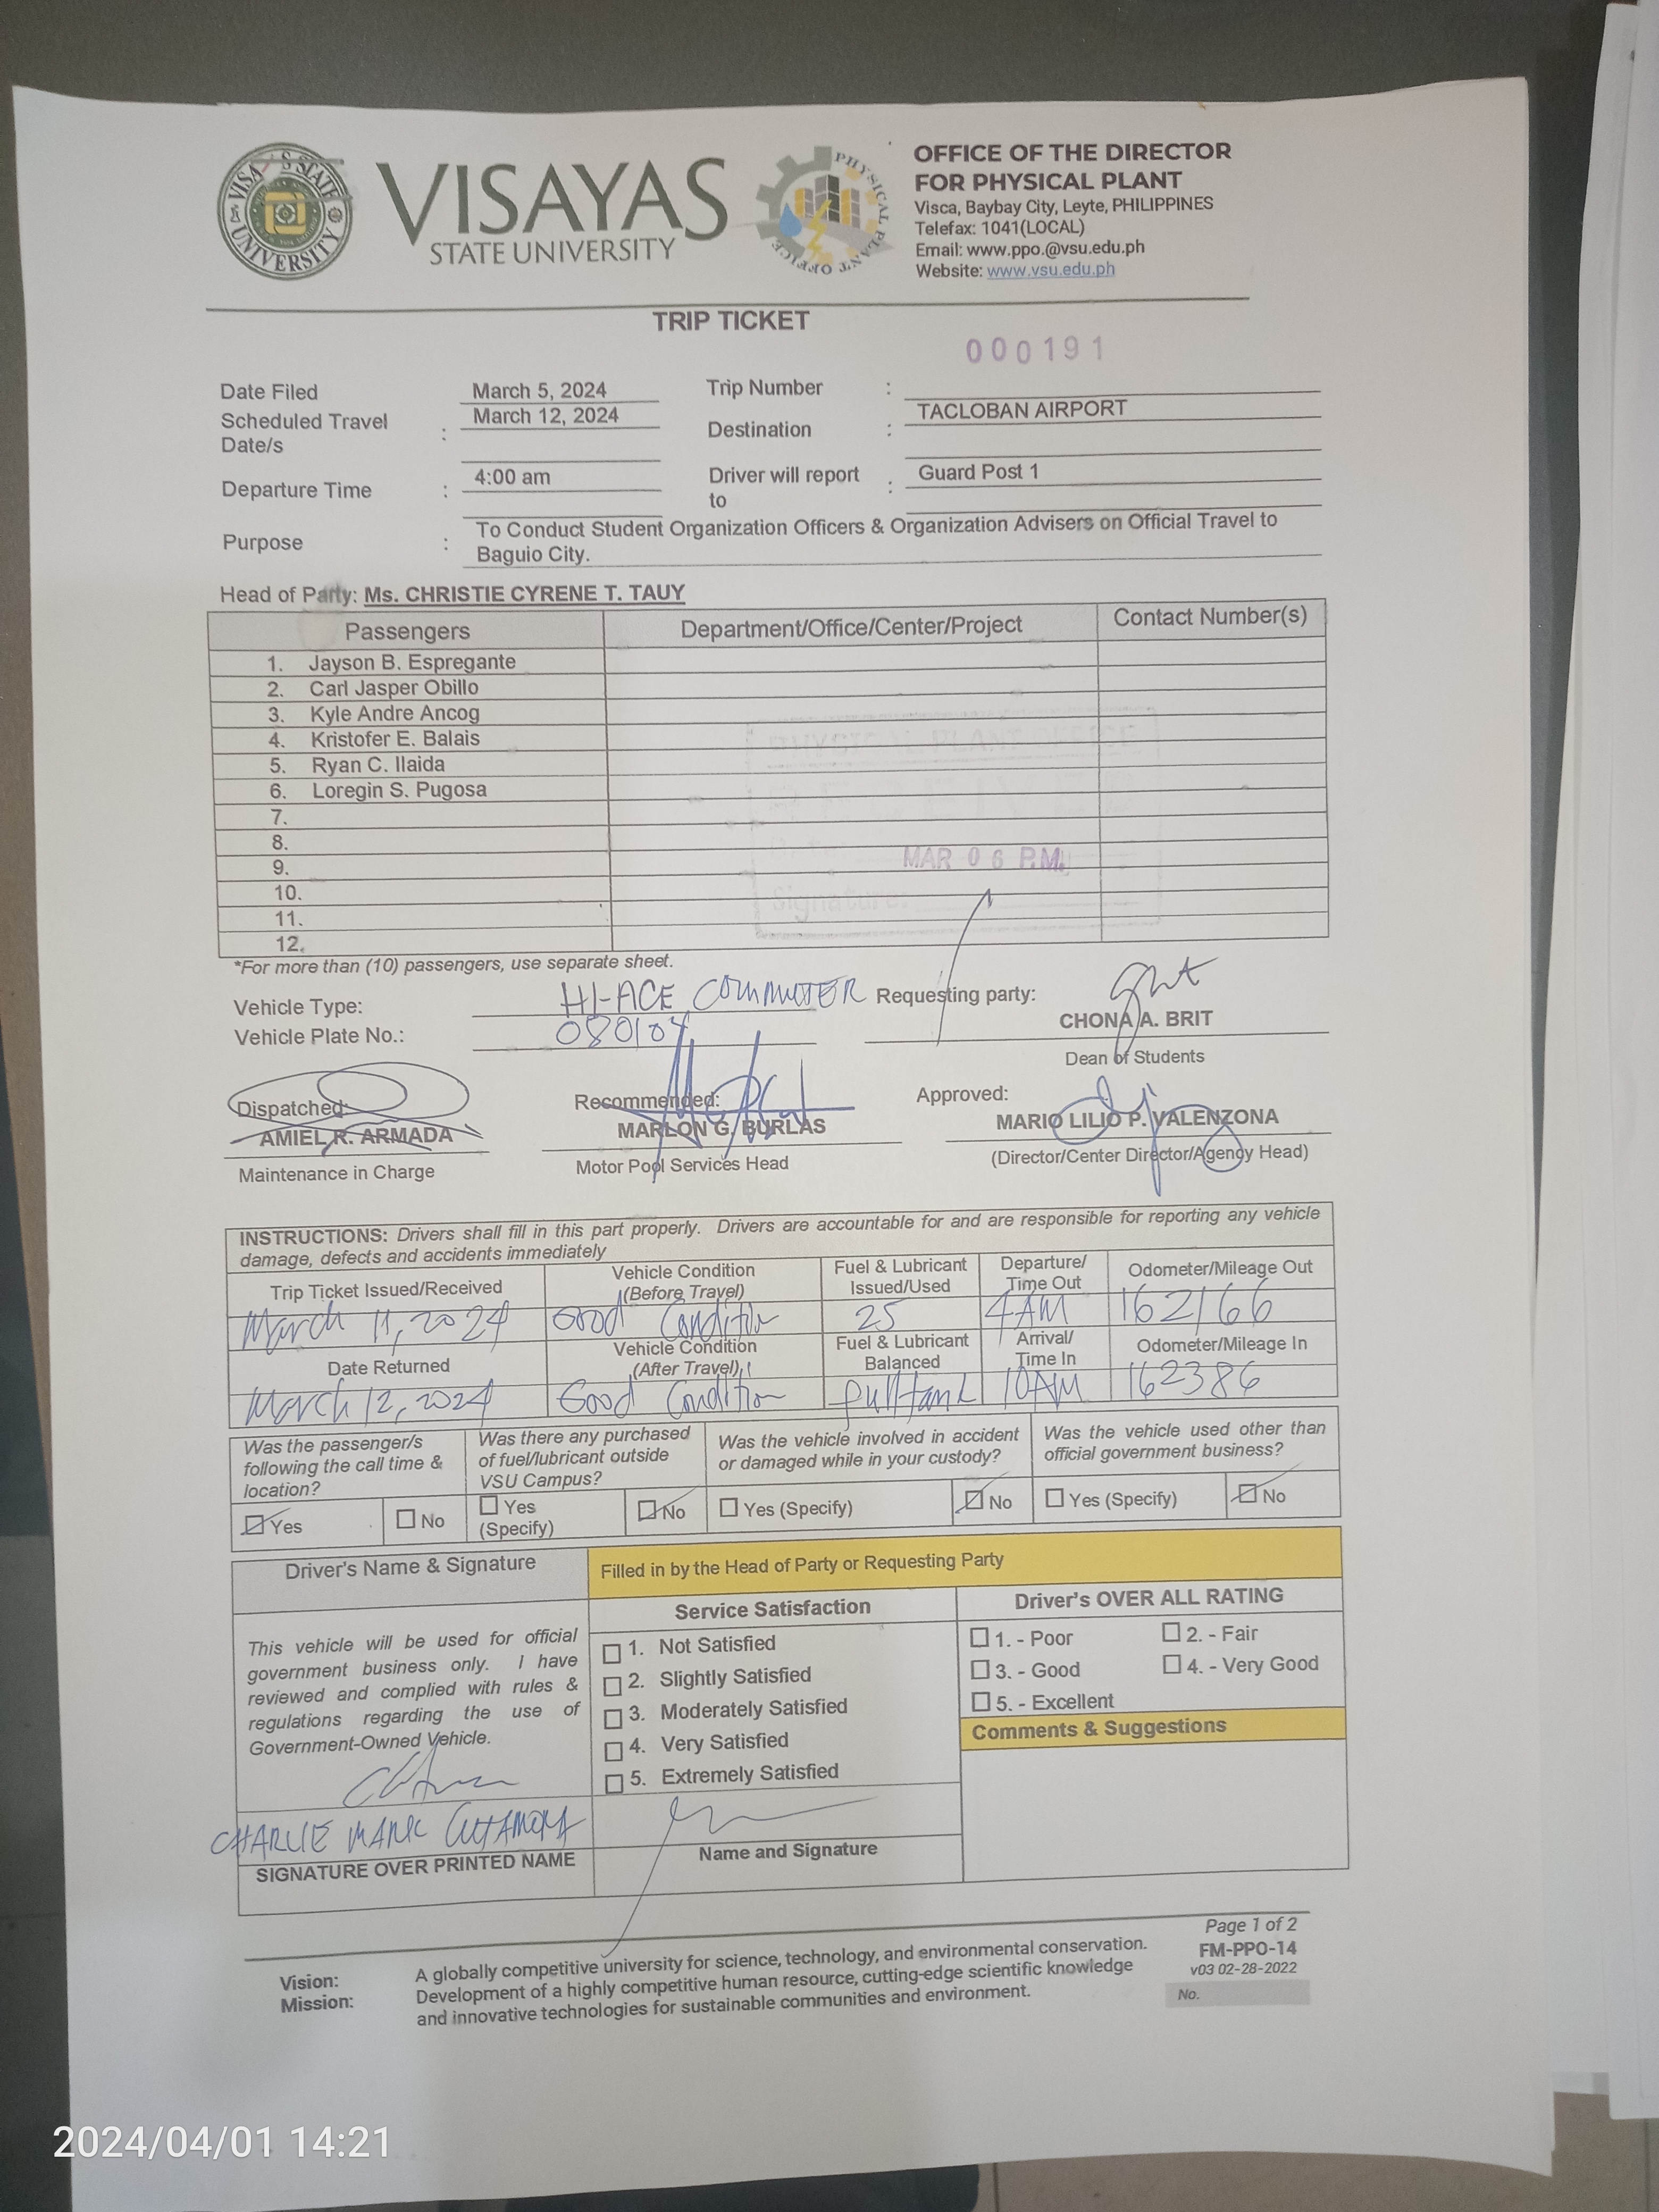 VISAYAS STATE UNIVERSITY
PHYSICAL PLANT OFFICE
VISAYAS
STATE UNIVERSITY
OFFICE OF THE DIRECTOR
FOR PHYSICAL PLANT
Visca, Baybay City, Leyte, PHILIPPINES
Telefax: 1041(LOCAL)
Email: www.ppo.@vsu.edu.ph
Website: www.vsu.edu.ph
TRIP TICKET
000191
Date Filed March 5, 2024 Trip Number :
Scheduled Travel Date/s : March 12, 2024 Destination : TACLOBAN AIRPORT
Departure Time : 4:00 am Driver will report to : Guard Post 1
Purpose : To Conduct Student Organization Officers & Organization Advisers on Official Travel to
Baguio City.
Head of Party: Ms. CHRISTIE CYRENE T. TAUY
Passengers Department/Office/Center/Project Contact Number(s)
1. Jayson B. Espregante
2. Carl Jasper Obillo
3. Kyle Andre Ancog
4. Kristofer E. Balais
5. Ryan C. Ilaida
6. Loregin S. Pugosa
7.
8.
9.
10.
11.
12.
PHYSICAL PLANT OFFICE
RECEIVED
MAR 06 P.M.
Signature:
*For more than (10) passengers, use separate sheet.
Vehicle Type: HI-ACE COMMUTER Requesting party:
Vehicle Plate No.: 080104 CHONA A. BRIT
Dean of Students
Dispatched: Recommended: Approved:
AMIEL R. ARMADA MARLON G. BURLAS MARIO LILIO P. VALENZONA
Maintenance in Charge Motor Pool Services Head (Director/Center Director/Agency Head)
INSTRUCTIONS: Drivers shall fill in this part properly. Drivers are accountable for and are responsible for reporting any vehicle
damage, defects and accidents immediately
Trip Ticket Issued/Received Vehicle Condition (Before Travel) Fuel & Lubricant Issued/Used Departure/ Time Out Odometer/Mileage Out
March 11, 2024 Good Condition 25 4AM 162166
Date Returned Vehicle Condition (After Travel) Fuel & Lubricant Balanced Arrival/ Time In Odometer/Mileage In
March 12, 2024 Good Condition fulltank 10AM 162386
Was the passenger/s following the call time & location? Was there any purchased of fuel/lubricant outside VSU Campus? Was the vehicle involved in accident or damaged while in your custody? Was the vehicle used other than official government business?
Yes No Yes (Specify) No Yes (Specify) No Yes (Specify) No
Driver's Name & Signature Filled in by the Head of Party or Requesting Party
Service Satisfaction Driver's OVER ALL RATING
This vehicle will be used for official
government business only. I have
reviewed and complied with rules &
regulations regarding the use of
Government-Owned Vehicle.
1. Not Satisfied
2. Slightly Satisfied
3. Moderately Satisfied
4. Very Satisfied
5. Extremely Satisfied
1. - Poor 2. - Fair
3. - Good 4. - Very Good
5. - Excellent
Comments & Suggestions
CHARLIE MARK
SIGNATURE OVER PRINTED NAME Name and Signature
Vision: A globally competitive university for science, technology, and environmental conservation.
Mission: Development of a highly competitive human resource, cutting-edge scientific knowledge
and innovative technologies for sustainable communities and environment.
Page 1 of 2
FM-PPO-14
v03 02-28-2022
No.
2024/04/01 14:21